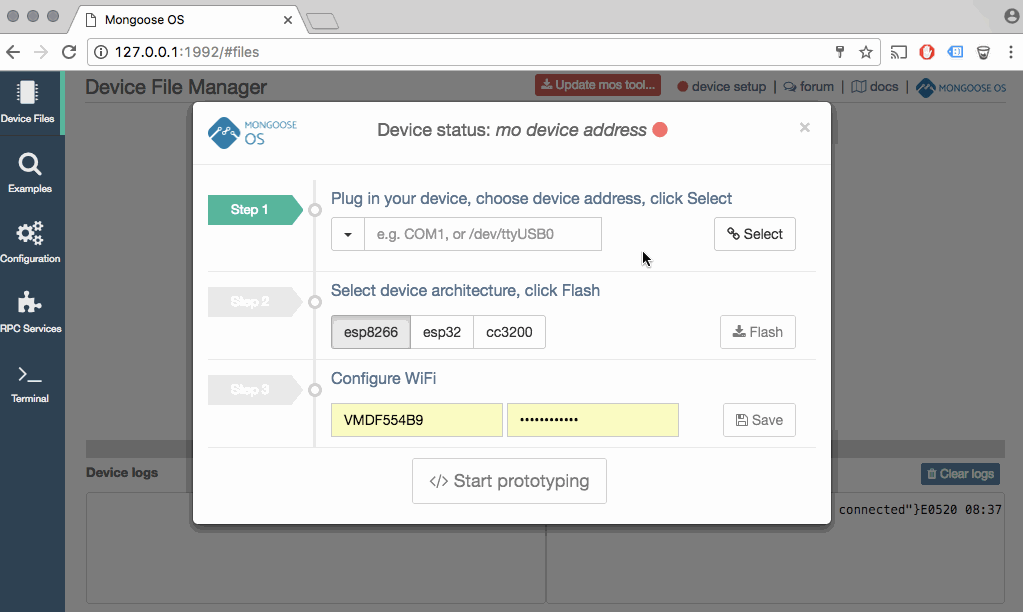 Mongoose OS
127.0.0.1:1992/#files
Device Files
Examples
Configuration
RPC Services
Terminal
Device File Manager
Update mos tool...
device setup | forum | docs | MONGOOSE OS
MONGOOSE
OS
Device status: mo device address
Step 1
Plug in your device, choose device address, click Select
e.g. COM1, or /dev/ttyUSB0
Select
Step 2
Select device architecture, click Flash
esp8266 esp32 cc3200
Flash
Step 3
Configure WiFi
VMDF554B9 ••••••••••••
Save
</> Start prototyping
Device logs
Clear logs
connected"}E0520 08:37